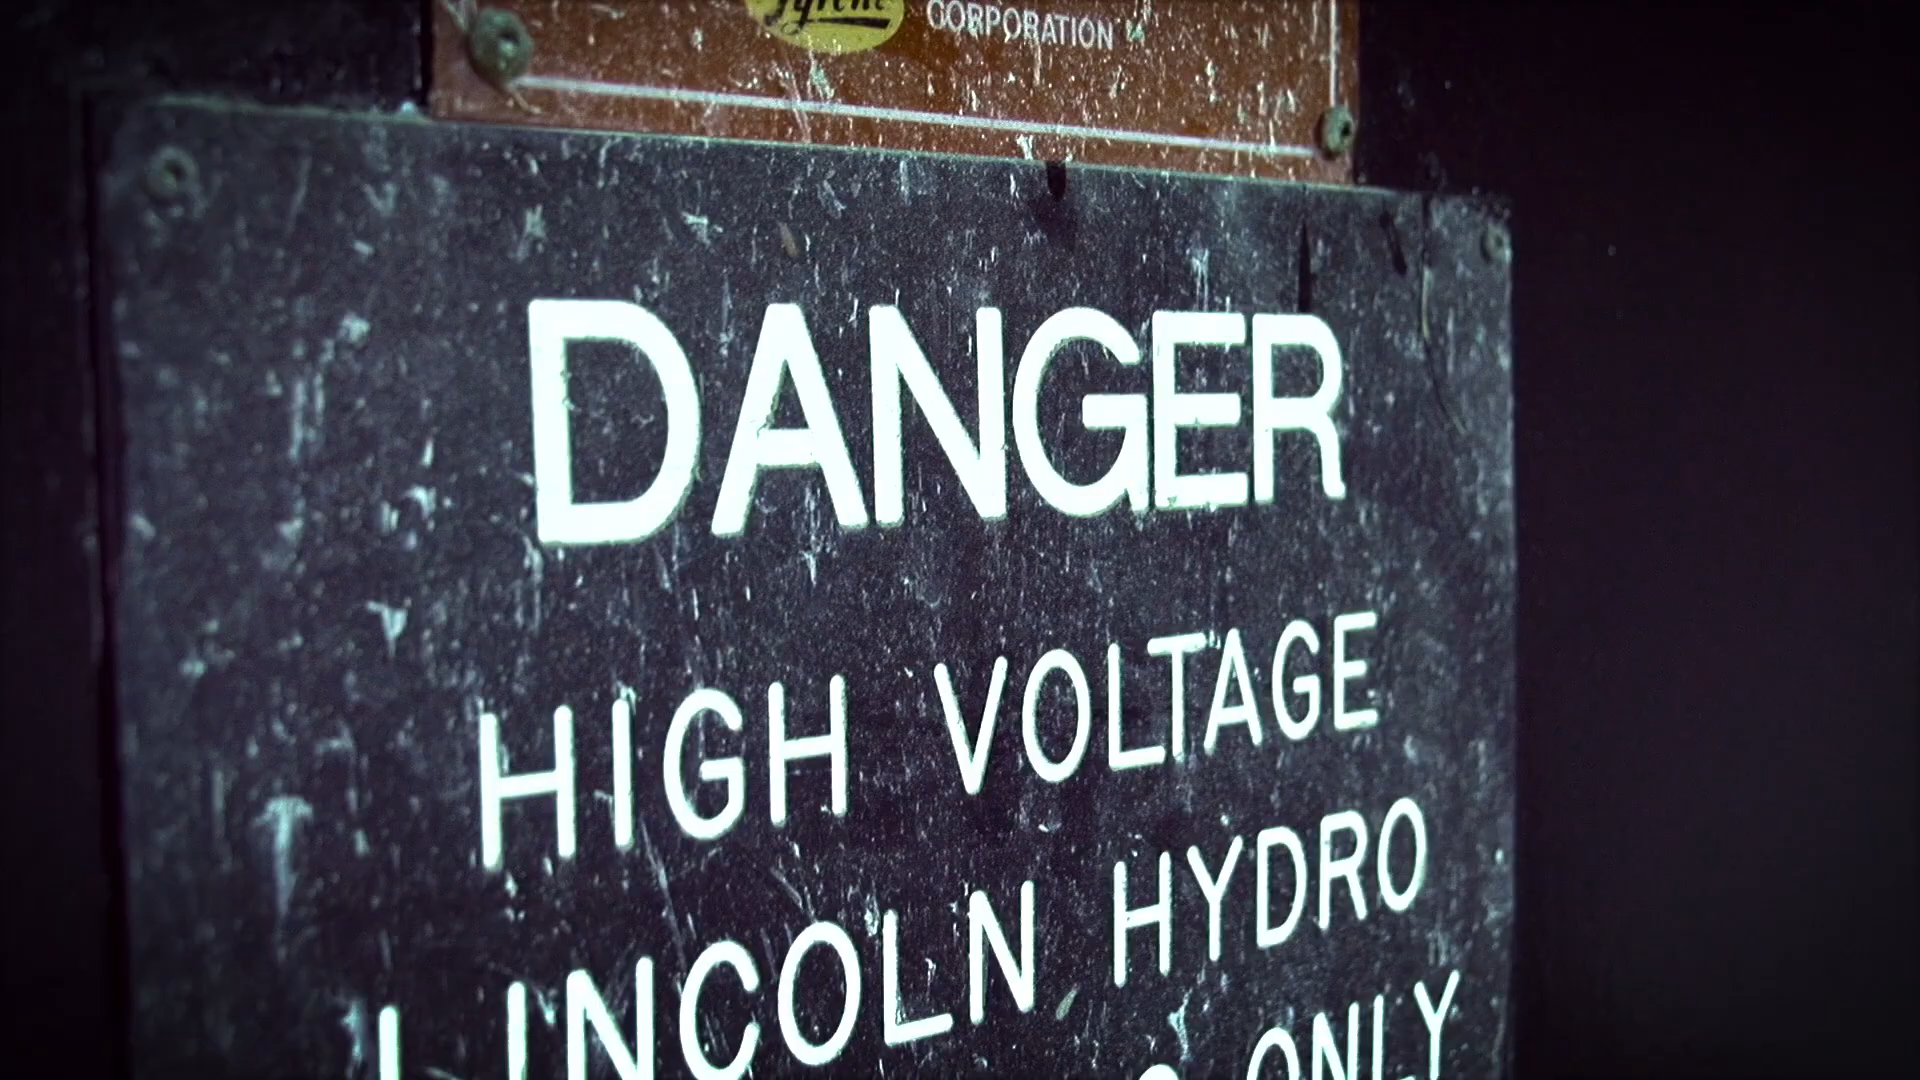 CORPORATION
DANGER
HIGH VOLTAGE
LINCOLN HYDRO
ONLY